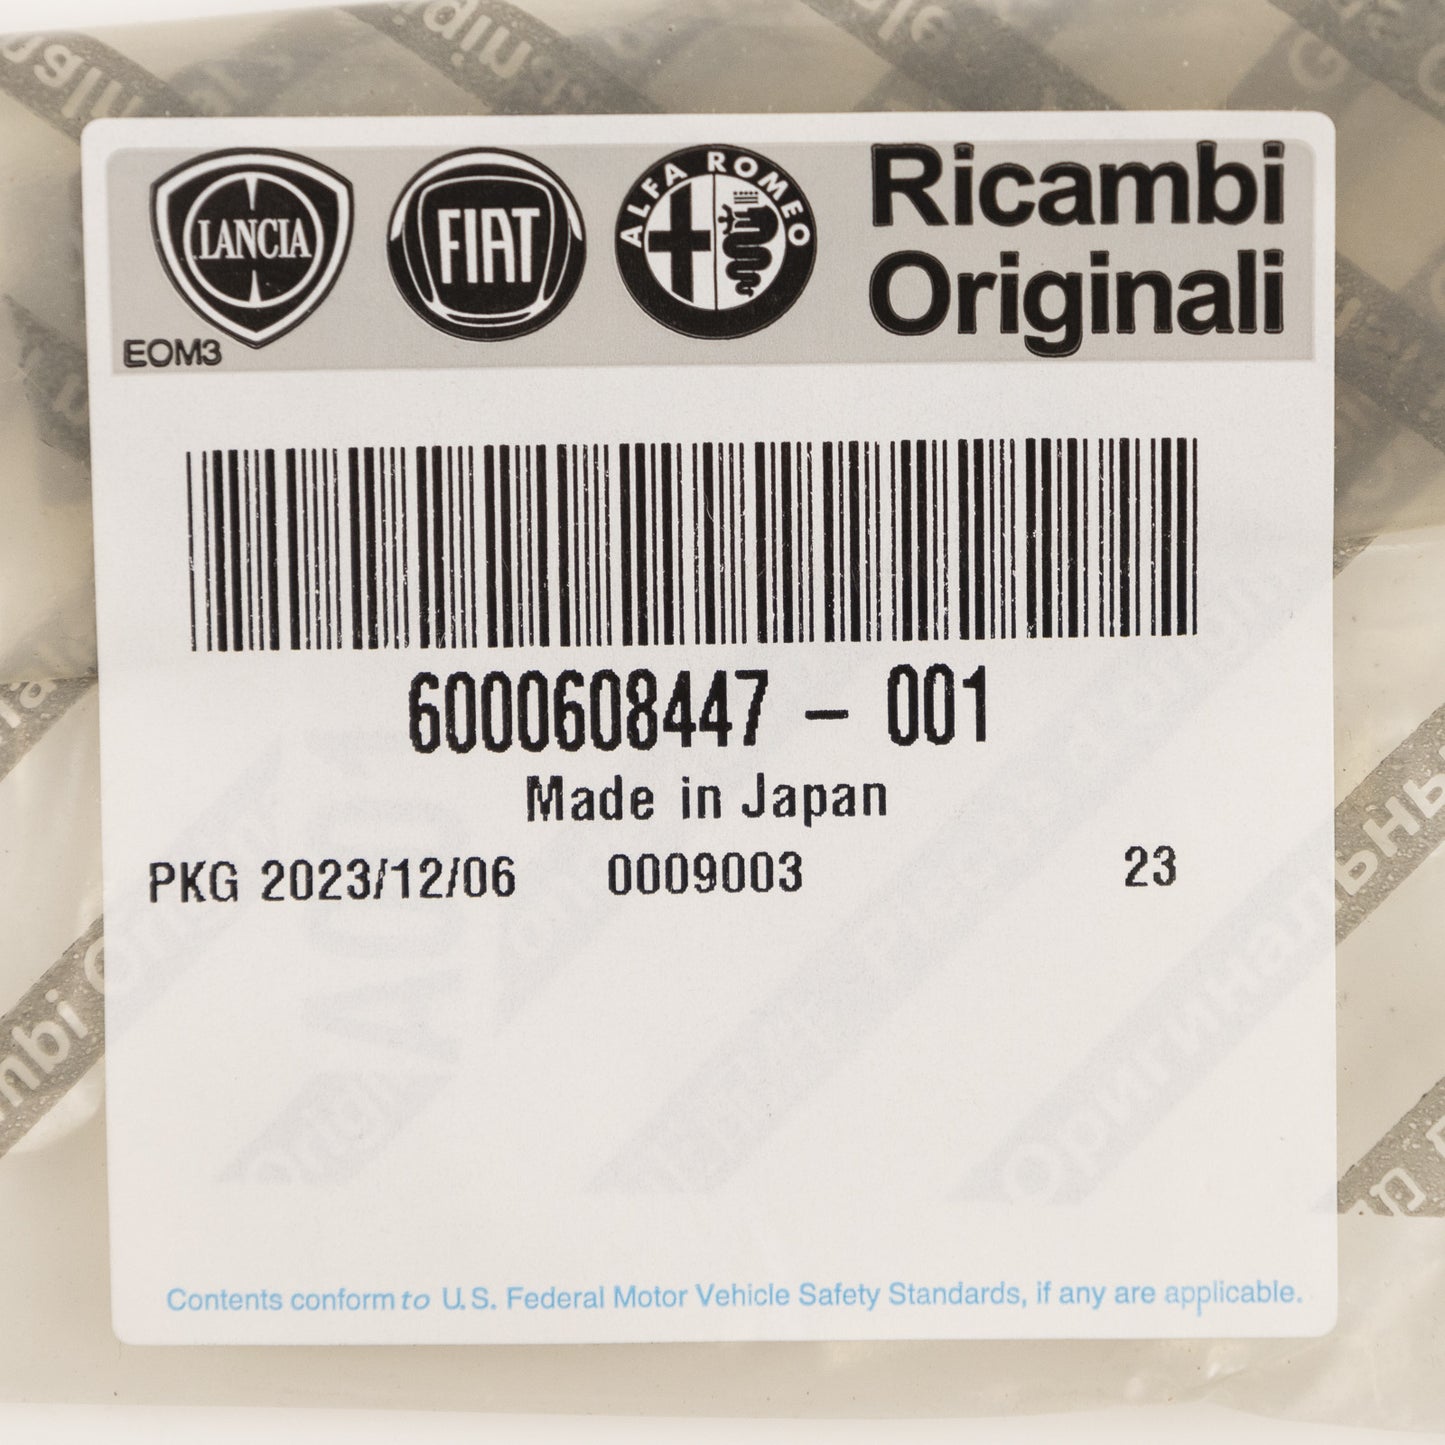 LANCIA
FIAT
ALFA ROMEO
Ricambi
Originali
EOM3
6000608447 - 001
Made in Japan
PKG 2023/12/06 0009003 23
Contents conform to U.S. Federal Motor Vehicle Safety Standards, if any are applicable.